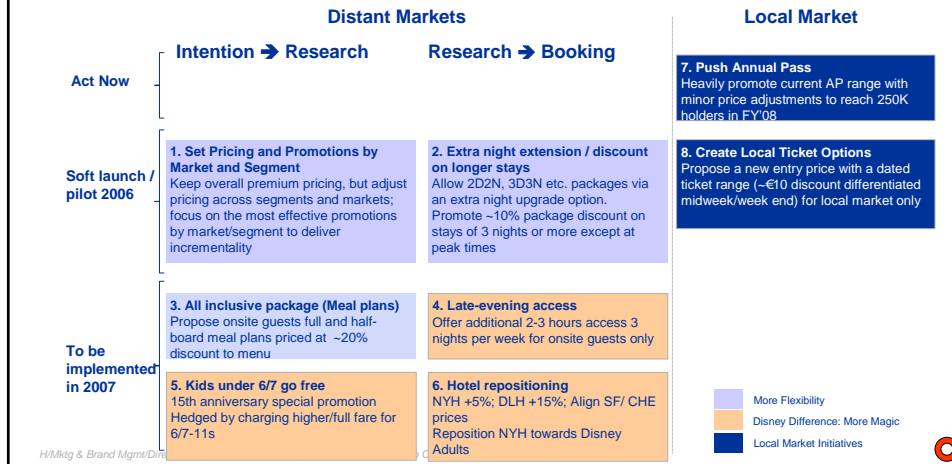 Distant Markets
Local Market
Intention ➔ Research
Research ➔ Booking
Act Now
7. Push Annual Pass
Heavily promote current AP range with
minor price adjustments to reach 250K
holders in FY'08
Soft launch /
pilot 2006
1. Set Pricing and Promotions by
Market and Segment
Keep overall premium pricing, but adjust
pricing across segments and markets;
focus on the most effective promotions
by market/segment to deliver
incrementality
2. Extra night extension / discount
on longer stays
Allow 2D2N, 3D3N etc. packages via
an extra night upgrade option.
Promote ~10% package discount on
stays of 3 nights or more except at
peak times
8. Create Local Ticket Options
Propose a new entry price with a dated
ticket range (~€10 discount differentiated
midweek/week end) for local market only
To be
implemented
in 2007
3. All inclusive package (Meal plans)
Propose onsite guests full and half-
board meal plans priced at ~20%
discount to menu
4. Late-evening access
Offer additional 2-3 hours access 3
nights per week for onsite guests only
5. Kids under 6/7 go free
15th anniversary special promotion
Hedged by charging higher/full fare for
6/7-11s
6. Hotel repositioning
NYH +5%; DLH +15%; Align SF/ CHE
prices
Reposition NYH towards Disney
Adults
More Flexibility
Disney Difference: More Magic
Local Market Initiatives
H/Mktg & Brand Mgmt/Dire